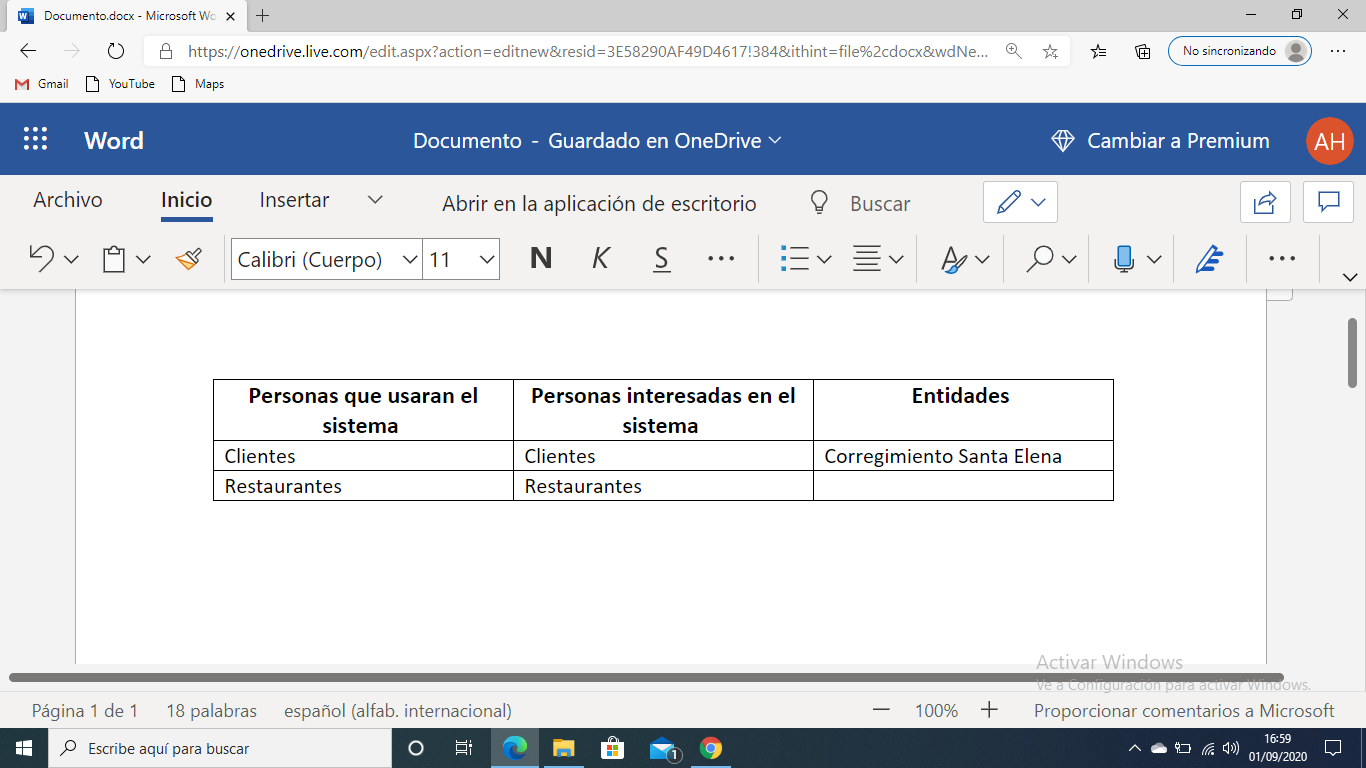 Documento.docx - Microsoft Wo
https://onedrive.live.com/edit.aspx?action=editnew&resid=3E58290AF49D4617!384&ithint=file%2cdocx&wdNe...
No sincronizando
Gmail YouTube Maps
Word
Documento - Guardado en OneDrive
Cambiar a Premium
AH
Archivo Inicio Insertar Abrir en la aplicación de escritorio Buscar
Calibri (Cuerpo) 11 N K S
Personas que usaran el
sistema
Personas interesadas en el
sistema
Entidades
Clientes Clientes Corregimiento Santa Elena
Restaurantes Restaurantes
Activar Windows
Ve a Configuración para activar Windows.
Página 1 de 1 18 palabras español (alfab. internacional) 100% Proporcionar comentarios a Microsoft
Escribe aquí para buscar
1
16:59
01/09/2020